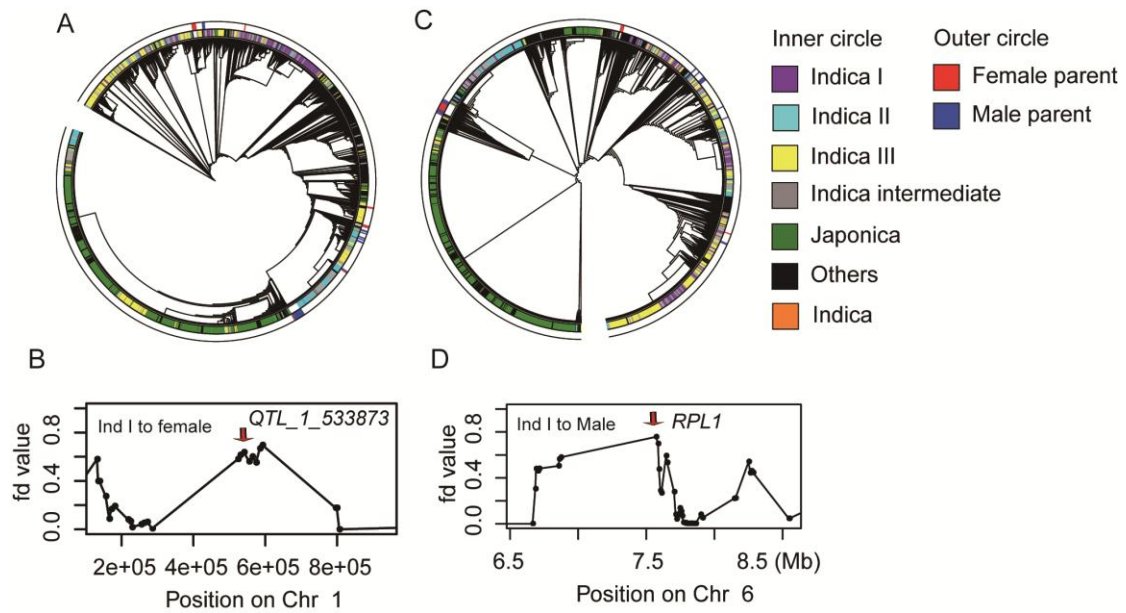 A
C
Inner circle
Outer circle
Indica I
Female parent
Indica II
Male parent
Indica III
Indica intermediate
Japonica
Others
Indica
B
Ind I to female
QTL_1_533873
fd value
0.0 0.4 0.8
2e+05 4e+05 6e+05 8e+05
Position on Chr 1
D
Ind I to Male
RPL1
fd value
0.0 0.4 0.8
6.5 7.5 8.5 (Mb)
Position on Chr 6